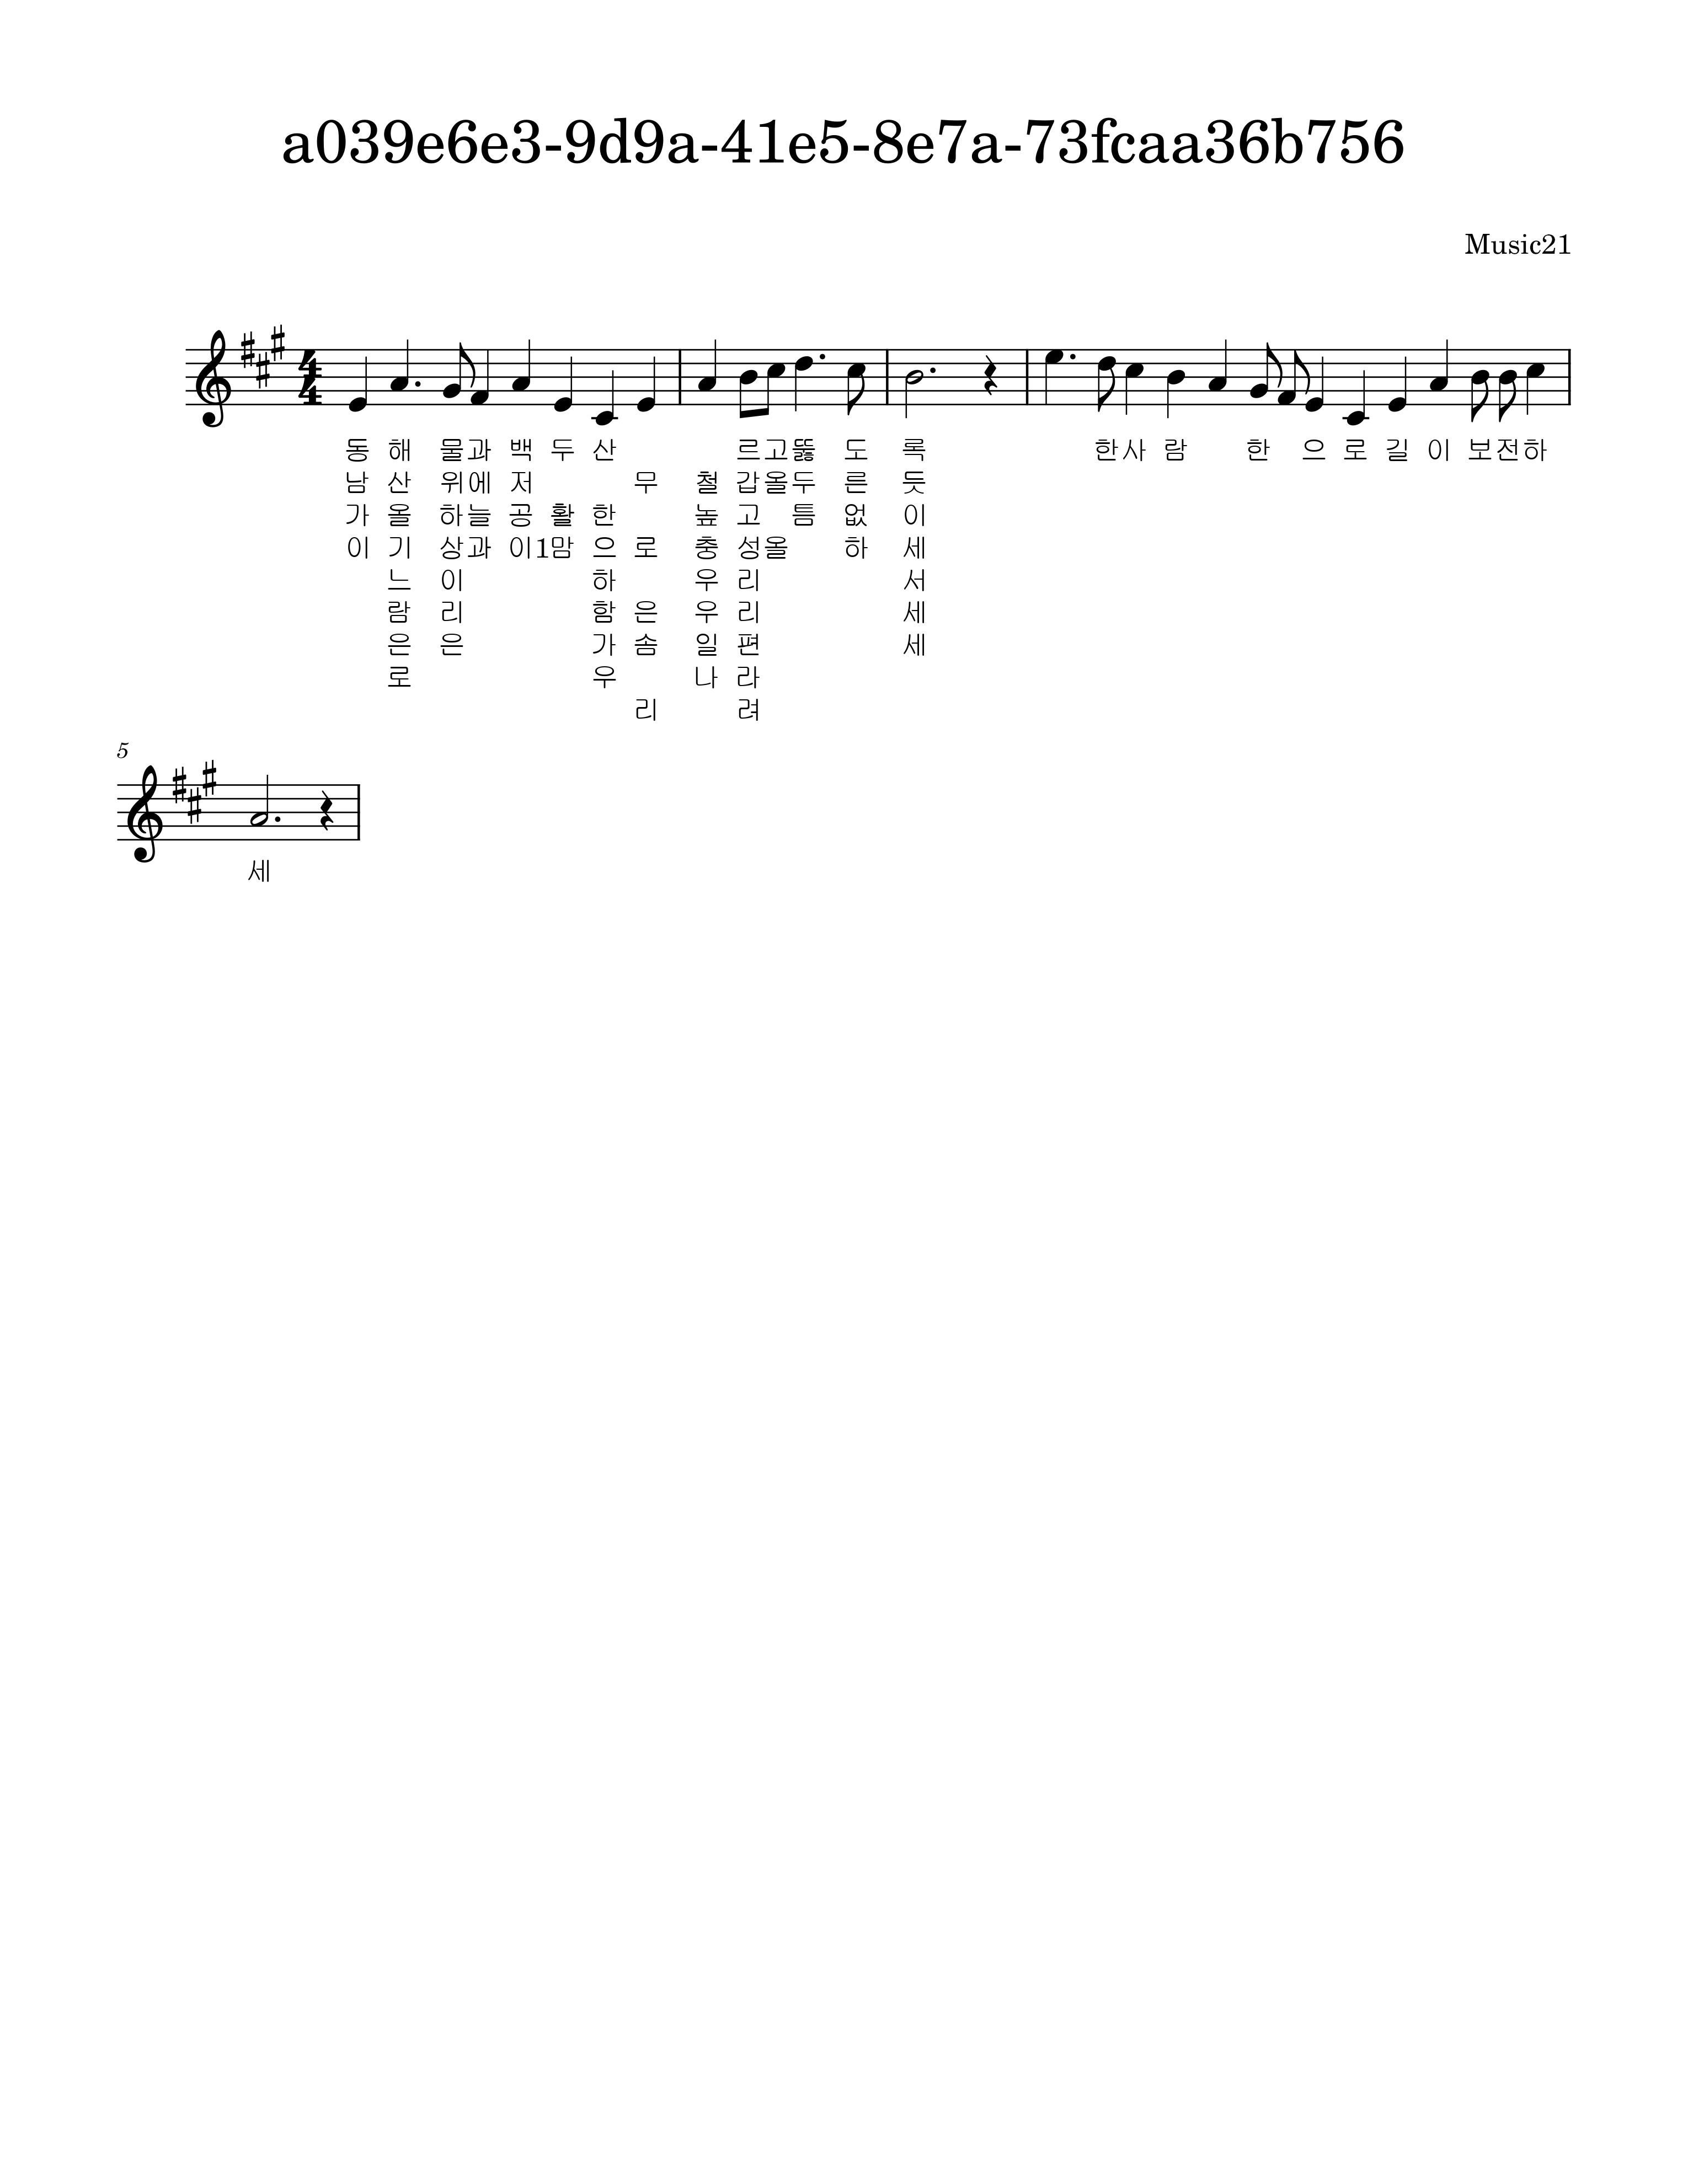 a039e6e3-9d9a-41e5-8e7a-73fcaa36b756
Music21
동 해 물과 백 두 산 르고뚫 도 록 한사 람 한 으 로 길 이 보전하
남 산 위에 저 무 철 갑올두 른 듯
가 올 하늘 공 활 한 높 고 틈 없 이
이 기 상과 이1맘 으 로 충 성올 하 세
느 이 하 우 리 서
람 리 함 은 우 리 세
은 은 가 솜 일 편 세
로 우 나 라
리 려
5
세